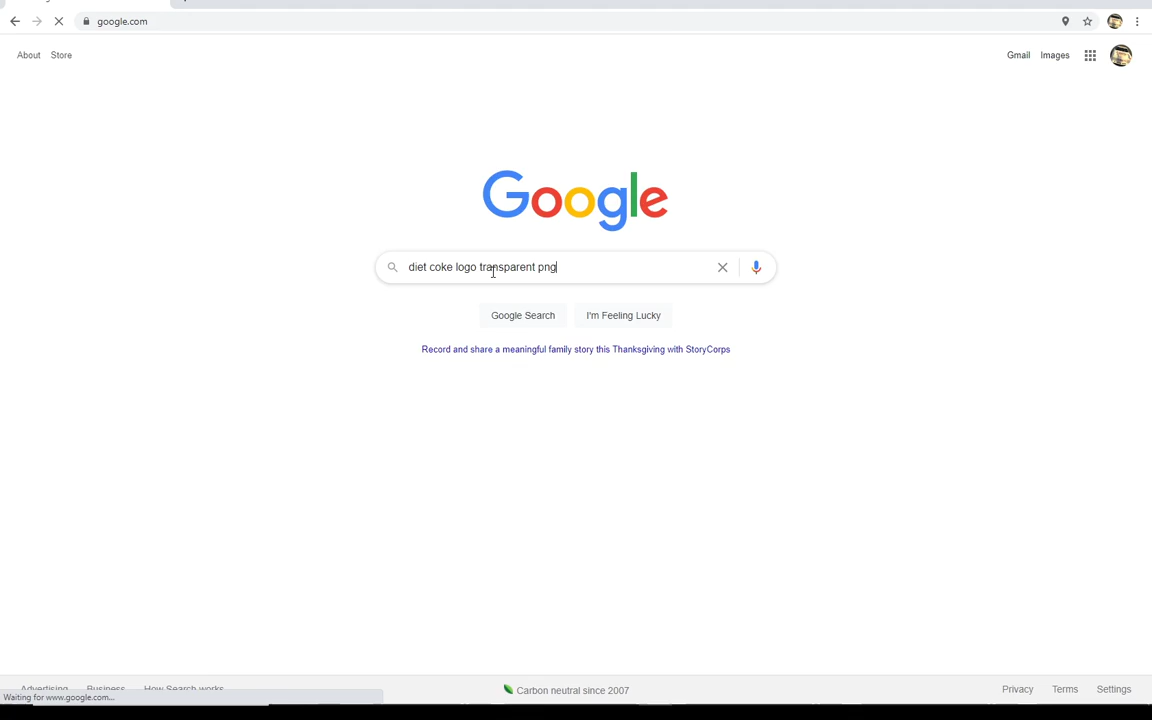 google.com
About Store
Gmail Images
Google
diet coke logo transparent png
Google Search I'm Feeling Lucky
Record and share a meaningful family story this Thanksgiving with StoryCorps
Advertising Business How Search works
Waiting for www.google.com...
Carbon neutral since 2007
Privacy Terms Settings